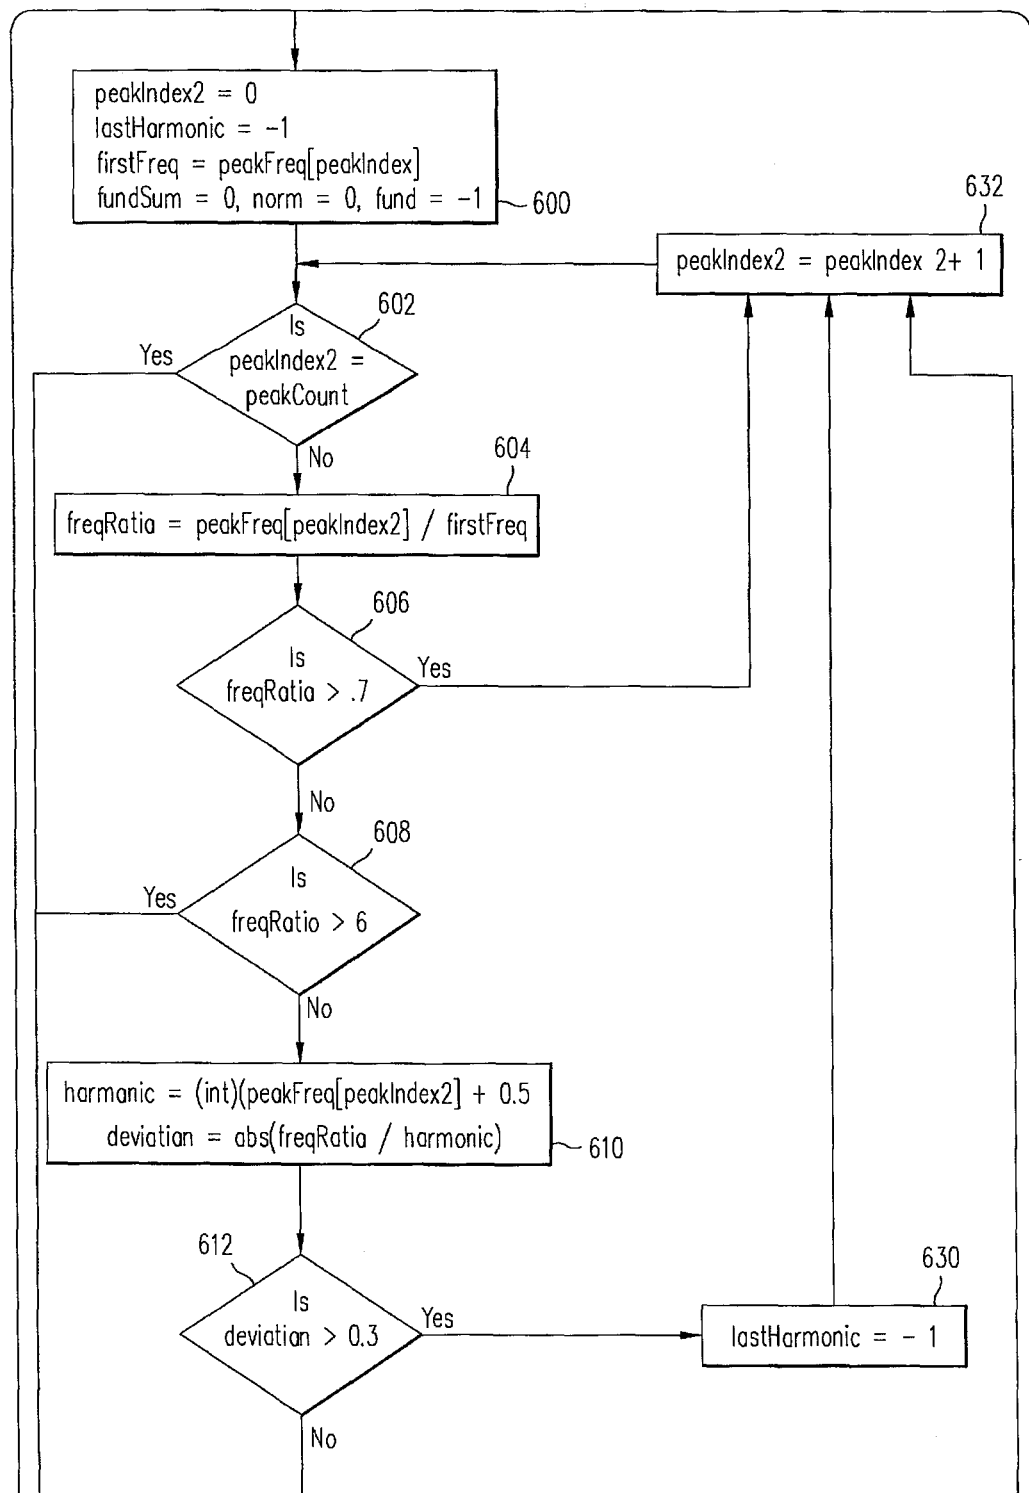 peakIndex2 = 0
lastHarmonic = -1
firstFreq = peakFreq[peakIndex]
fundSum = 0, norm = 0, fund = -1
600
632
peakIndex2 = peakIndex 2+ 1
602
Is
peakIndex2 =
peakCount
Yes
No
604
freqRatia = peakFreq[peakIndex2] / firstFreq
606
Is
freqRatia > .7
Yes
No
608
Is
freqRatio > 6
Yes
No
harmanic = (int)(peakFreq[peakIndex2] + 0.5
deviation = abs(freqRatia / harmonic)
610
612
Is
deviation > 0.3
Yes
No
630
lastHarmonic = - 1